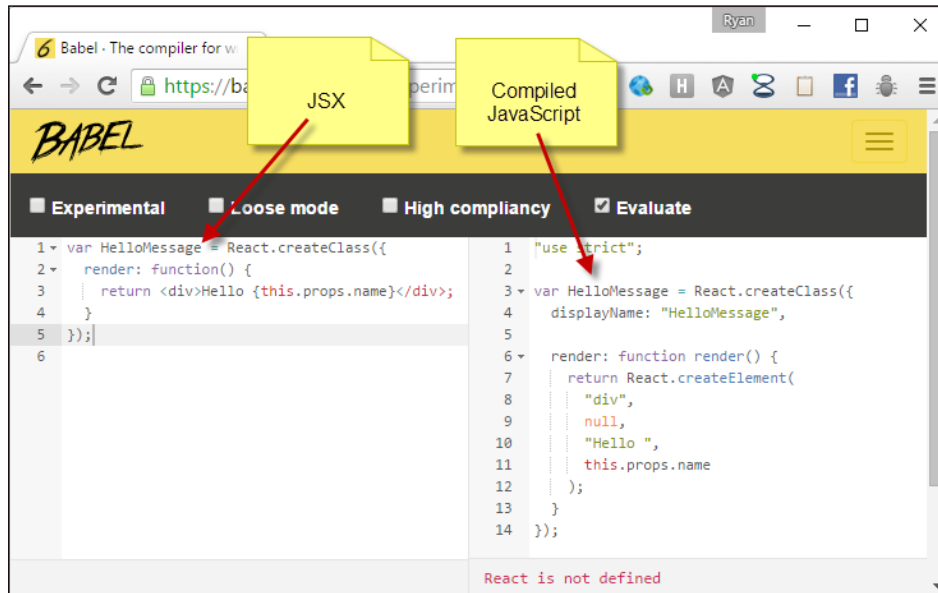 Ryan
6 Babel · The compiler for w
https://ba
perim
JSX
Compiled
JavaScript
H
A
f
BABEL
Experimental
Loose mode
High compliancy
Evaluate
1 var HelloMessage = React.createClass({
2 render: function() {
3 return <div>Hello {this.props.name}</div>;
4 }
5 });
6
1 "use strict";
2
3 var HelloMessage = React.createClass({
4 displayName: "HelloMessage",
5
6 render: function render() {
7 return React.createElement(
8 "div",
9 null,
10 "Hello ",
11 this.props.name
12 );
13 }
14 });
React is not defined